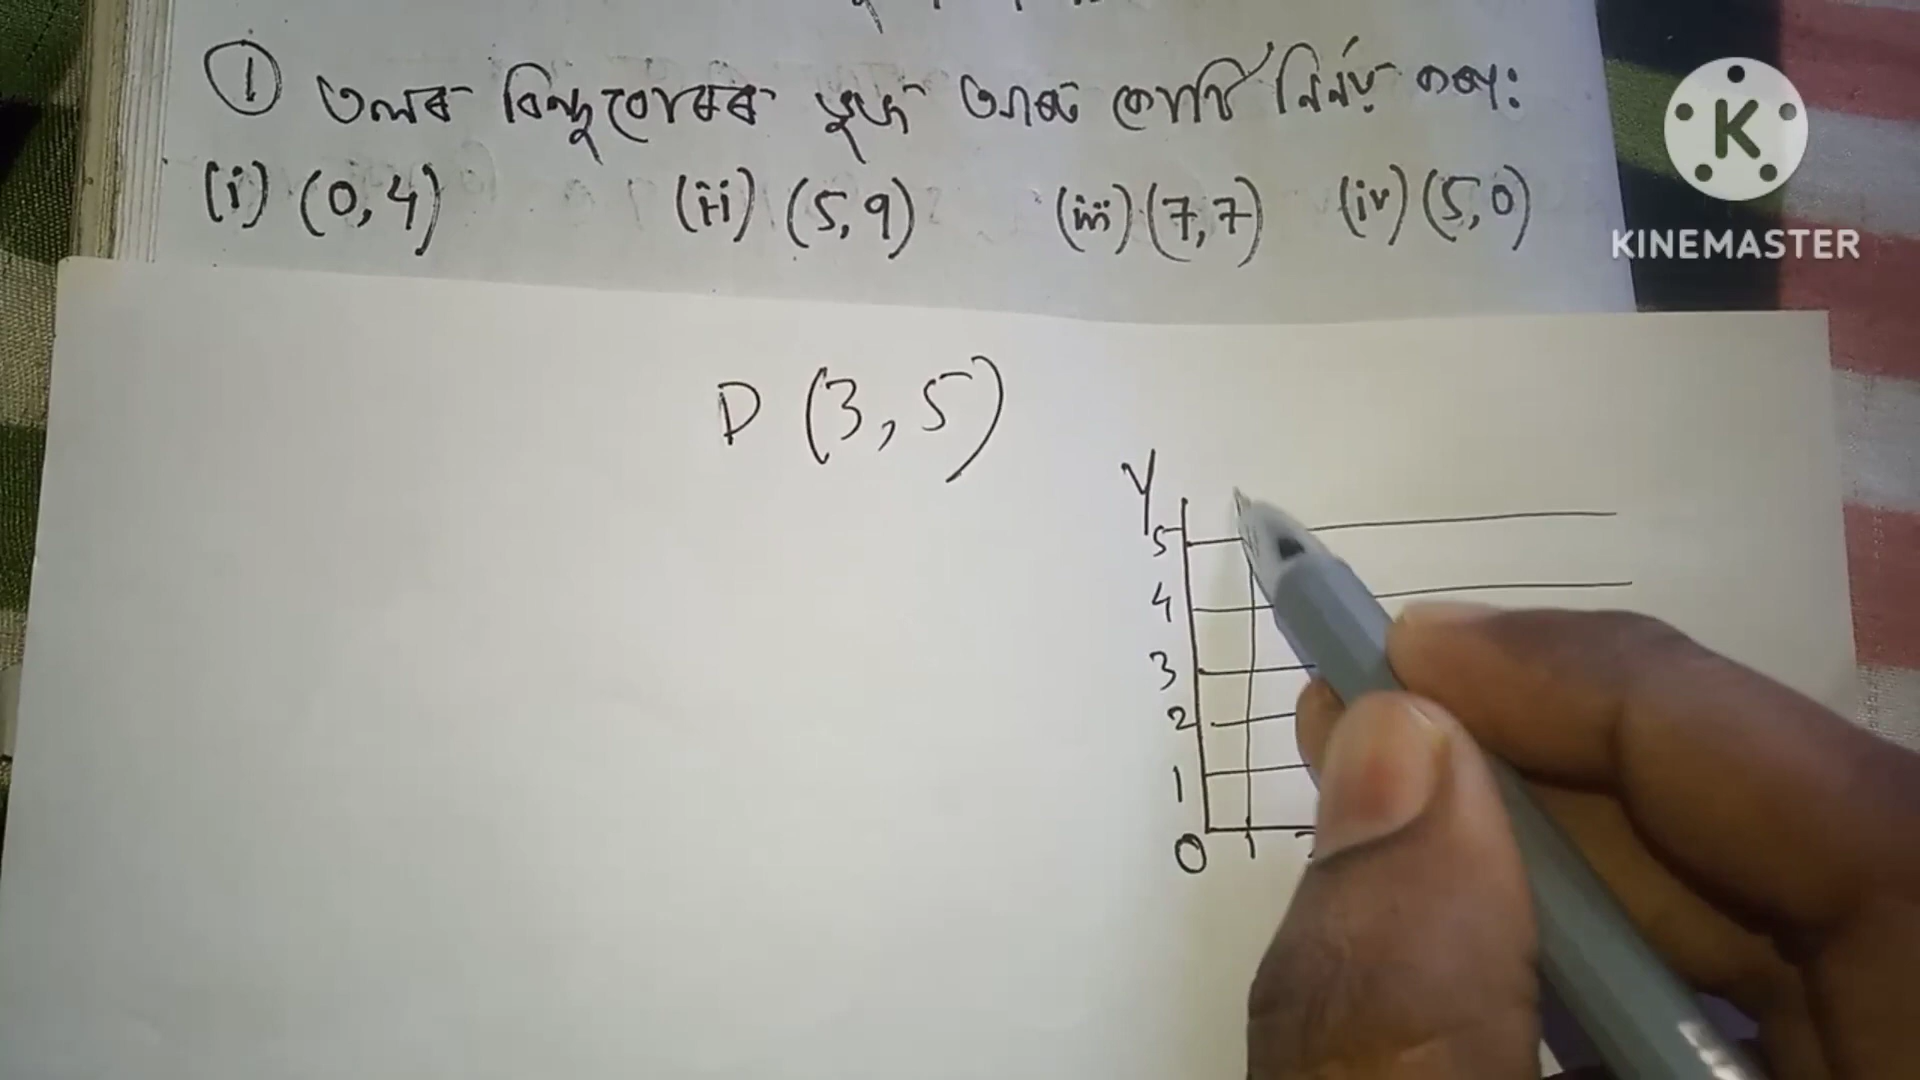 ① তলৰ বিন্দুবোৰৰ ভূজ আৰু কোটি নিৰ্ণয় কৰা:
(i) (0,4) (ii) (5,9) (iii) (7,7) (iv) (5,0)
K
KINEMASTER
D (3,5)
Y
5
4
3
2
1
0 1